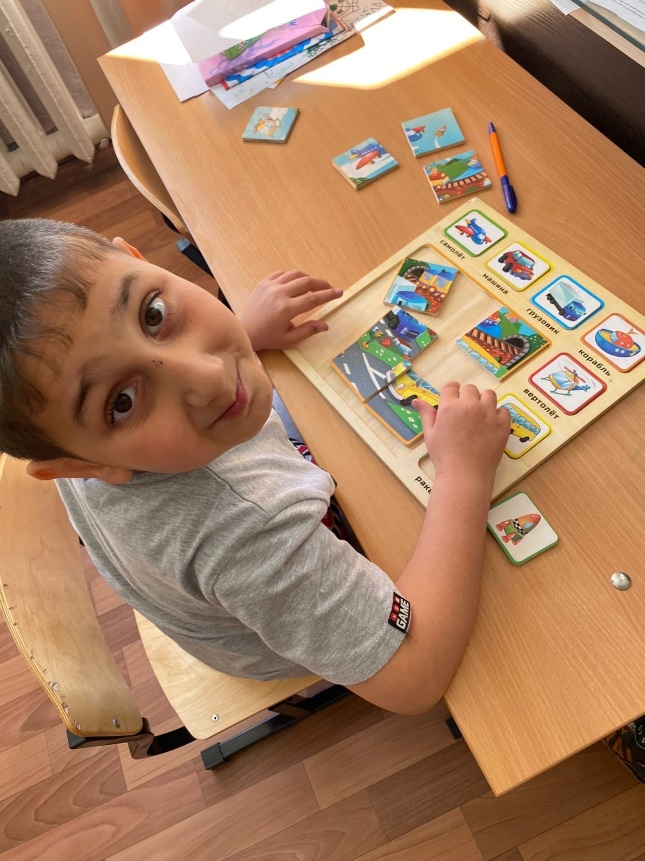 самолёт
машина
грузовик
корабль
вертолёт
GAME